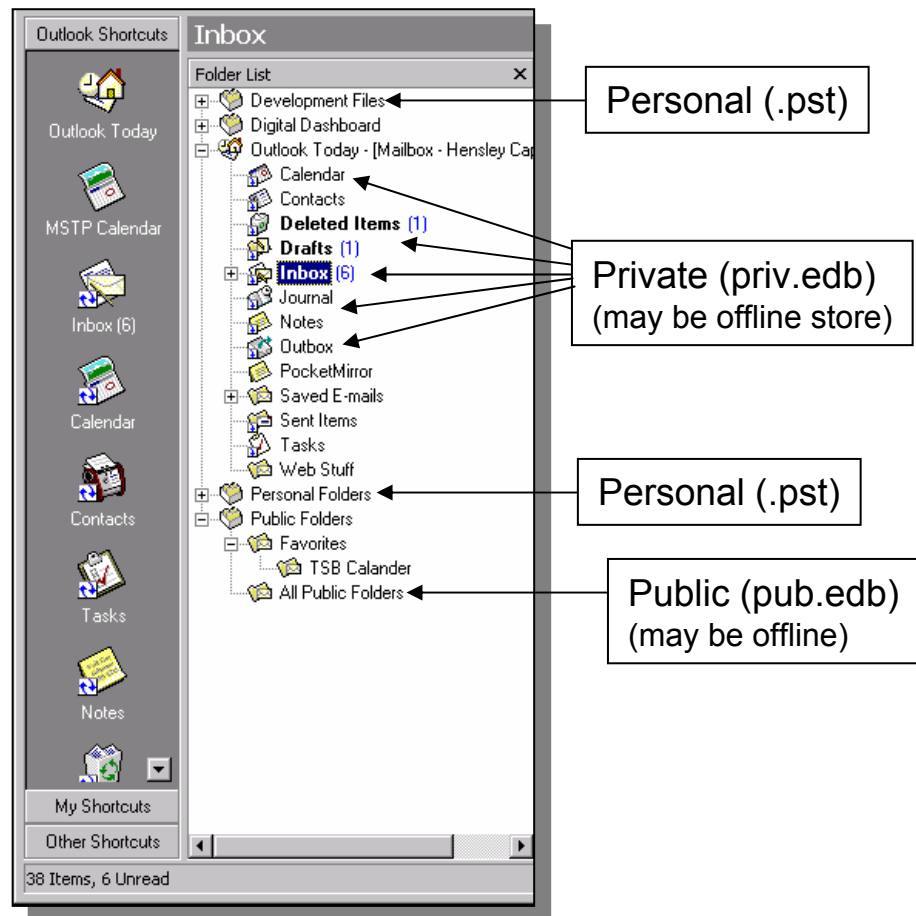 Outlook Shortcuts
Outlook Today
MSTP Calendar
Inbox (6)
Calendar
Contacts
Tasks
Notes
My Shortcuts
Other Shortcuts
Inbox
Folder List
Development Files
Digital Dashboard
Outlook Today - [Mailbox - Hensley Cap
Calendar
Contacts
Deleted Items (1)
Drafts (1)
Inbox (6)
Journal
Notes
Outbox
PocketMirror
Saved E-mails
Sent Items
Tasks
Web Stuff
Personal Folders
Public Folders
Favorites
TSB Calander
All Public Folders
38 Items, 6 Unread
Personal (.pst)
Private (priv.edb)
(may be offline store)
Personal (.pst)
Public (pub.edb)
(may be offline)